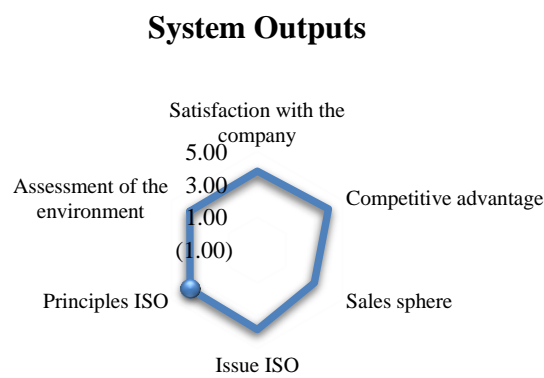 System Outputs
Satisfaction with the
company
5.00
3.00
1.00
(1.00)
Assessment of the
environment
Competitive advantage
Principles ISO
Sales sphere
Issue ISO